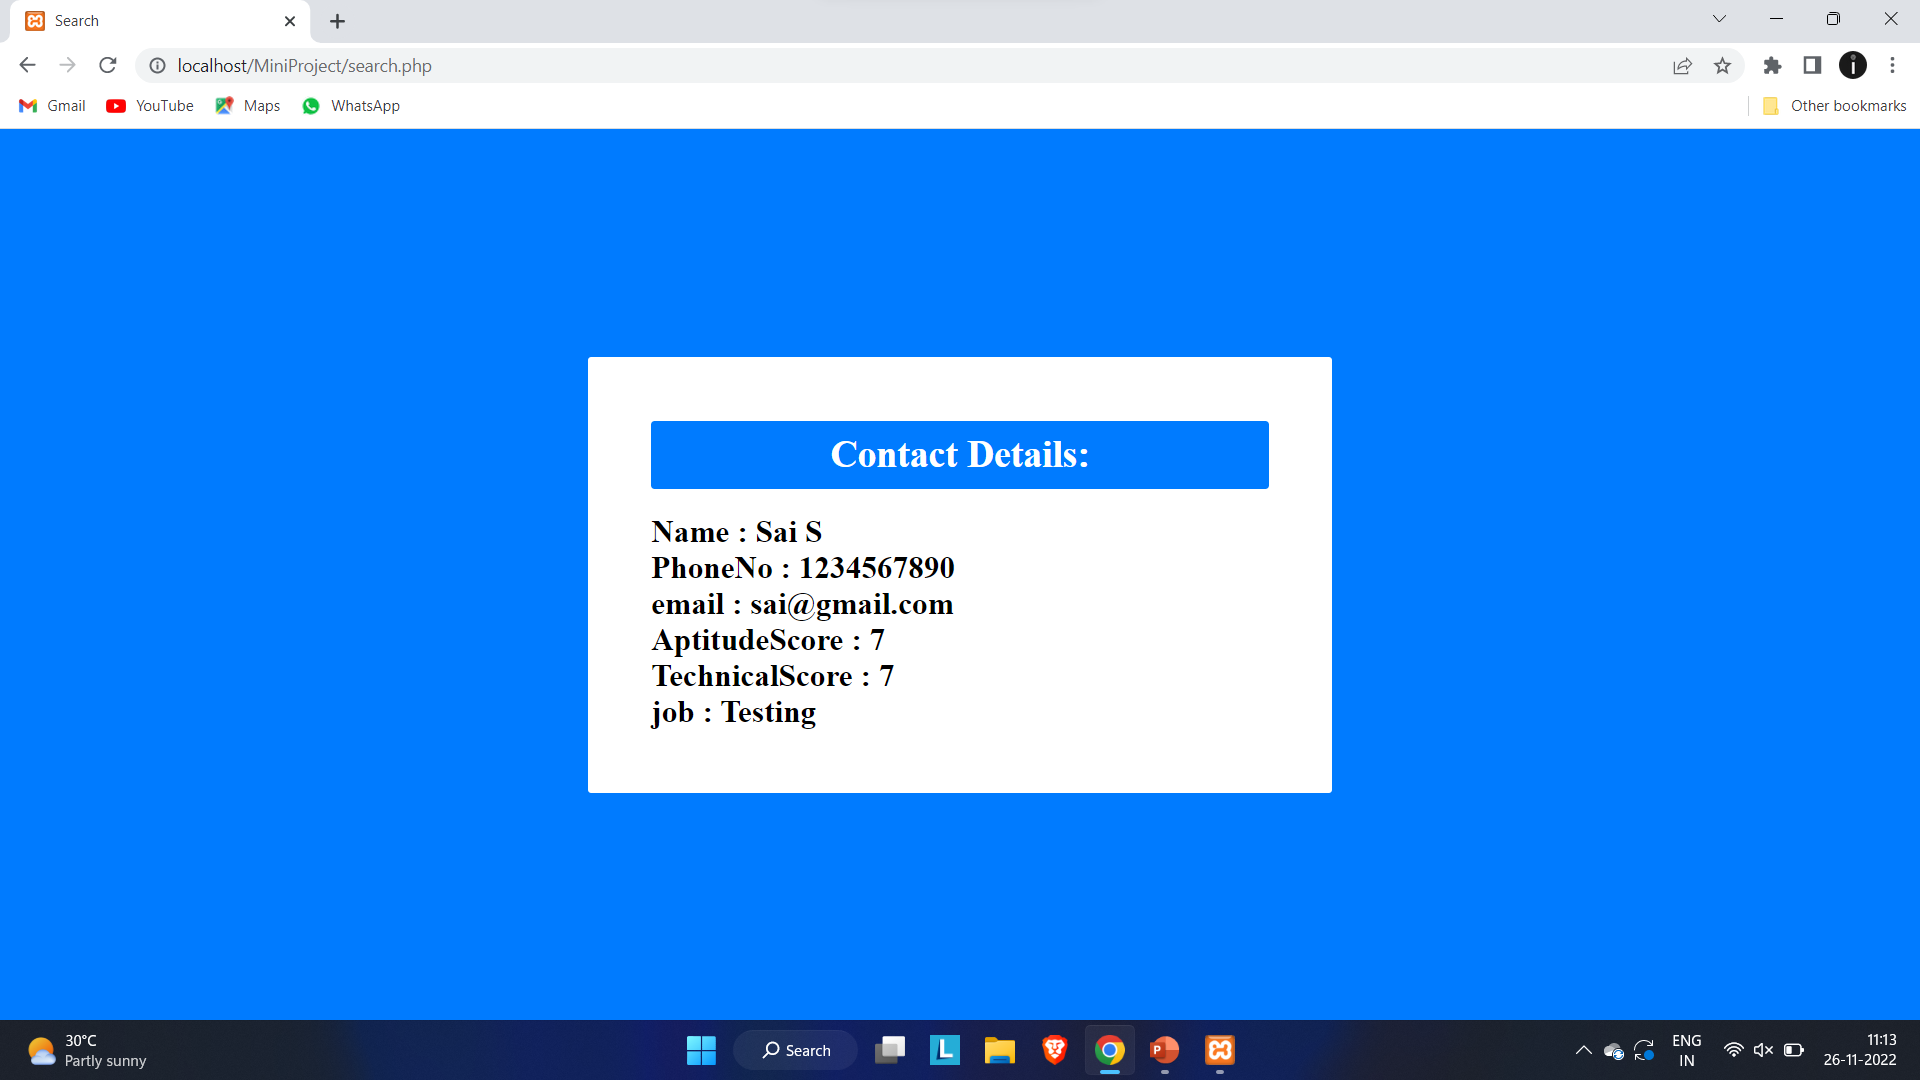 Search
localhost/MiniProject/search.php
Gmail YouTube Maps WhatsApp Other bookmarks
Contact Details:
Name : Sai S
PhoneNo : 1234567890
email : sai@gmail.com
AptitudeScore : 7
TechnicalScore : 7
job : Testing
30°C
Partly sunny
Search
ENG
IN
11:13
26-11-2022